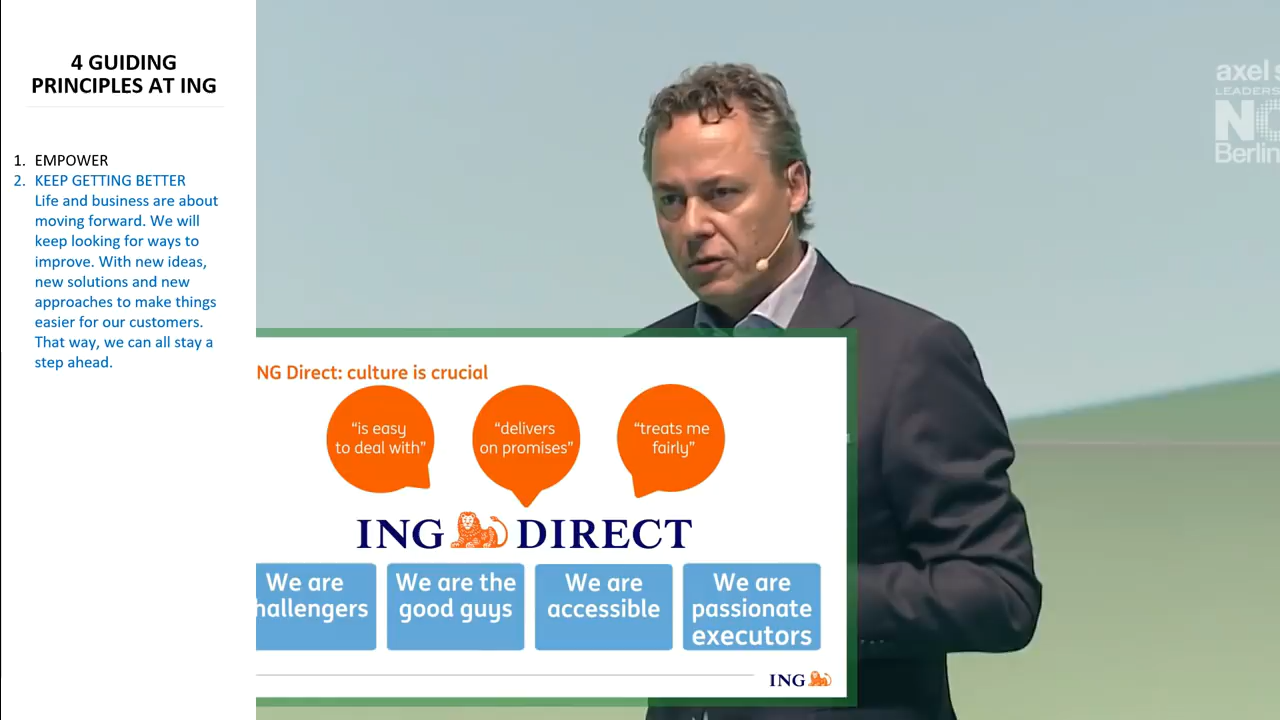 4 GUIDING
PRINCIPLES AT ING
1. EMPOWER
2. KEEP GETTING BETTER
Life and business are about
moving forward. We will
keep looking for ways to
improve. With new ideas,
new solutions and new
approaches to make things
easier for our customers.
That way, we can all stay a
step ahead.
axel s
LEADERS
Berlin
NG Direct: culture is crucial
"is easy
to deal with"
"delivers
on promises"
"treats me
fairly"
ING DIRECT
We are
hallengers
We are the
good guys
We are
accessible
We are
passionate
executors
ING